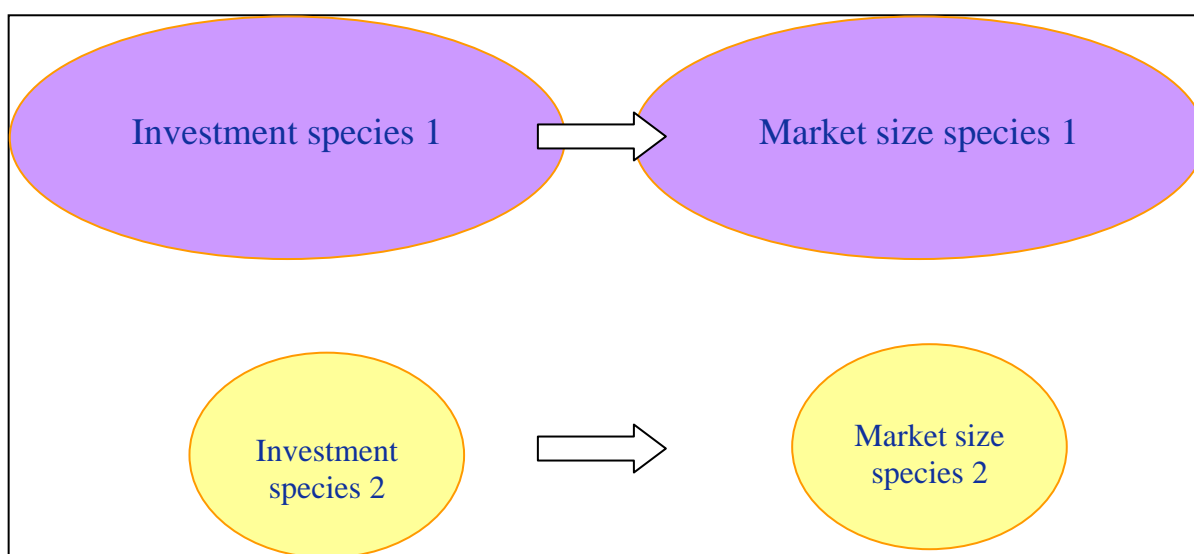 Investment species 1
Market size species 1
Investment
species 2
Market size
species 2